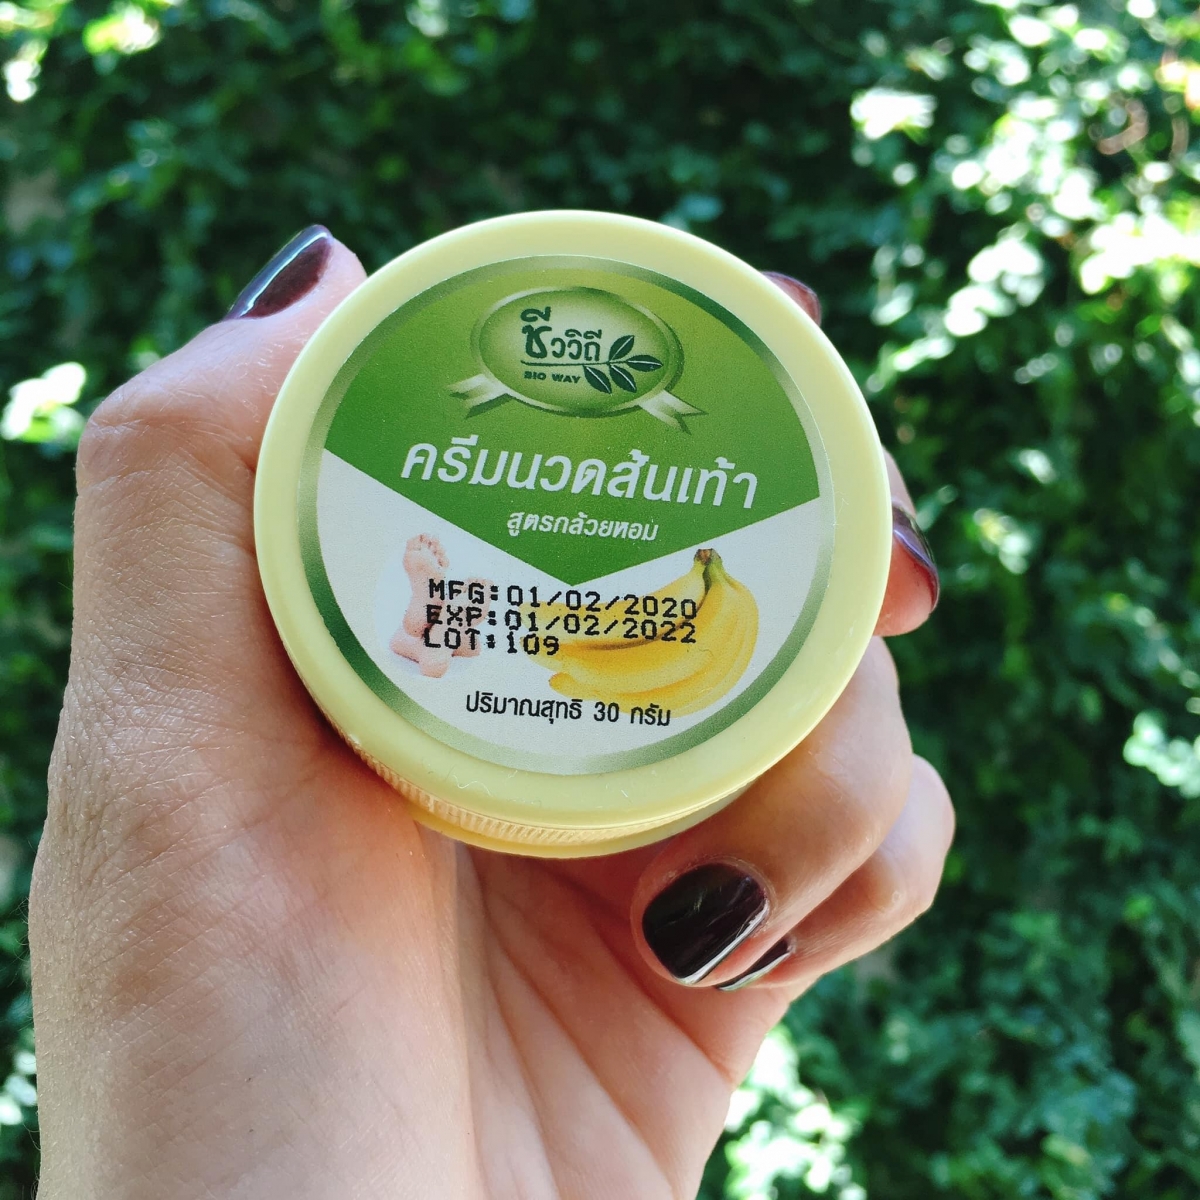 ชีววิถี
BIO WAY
ครีมนวดส้นเท้า
สูตรกล้วยหอม
MFG:01/02/2020
EXP:01/02/2022
LOT:109
ปริมาณสุทธิ 30 กรัม